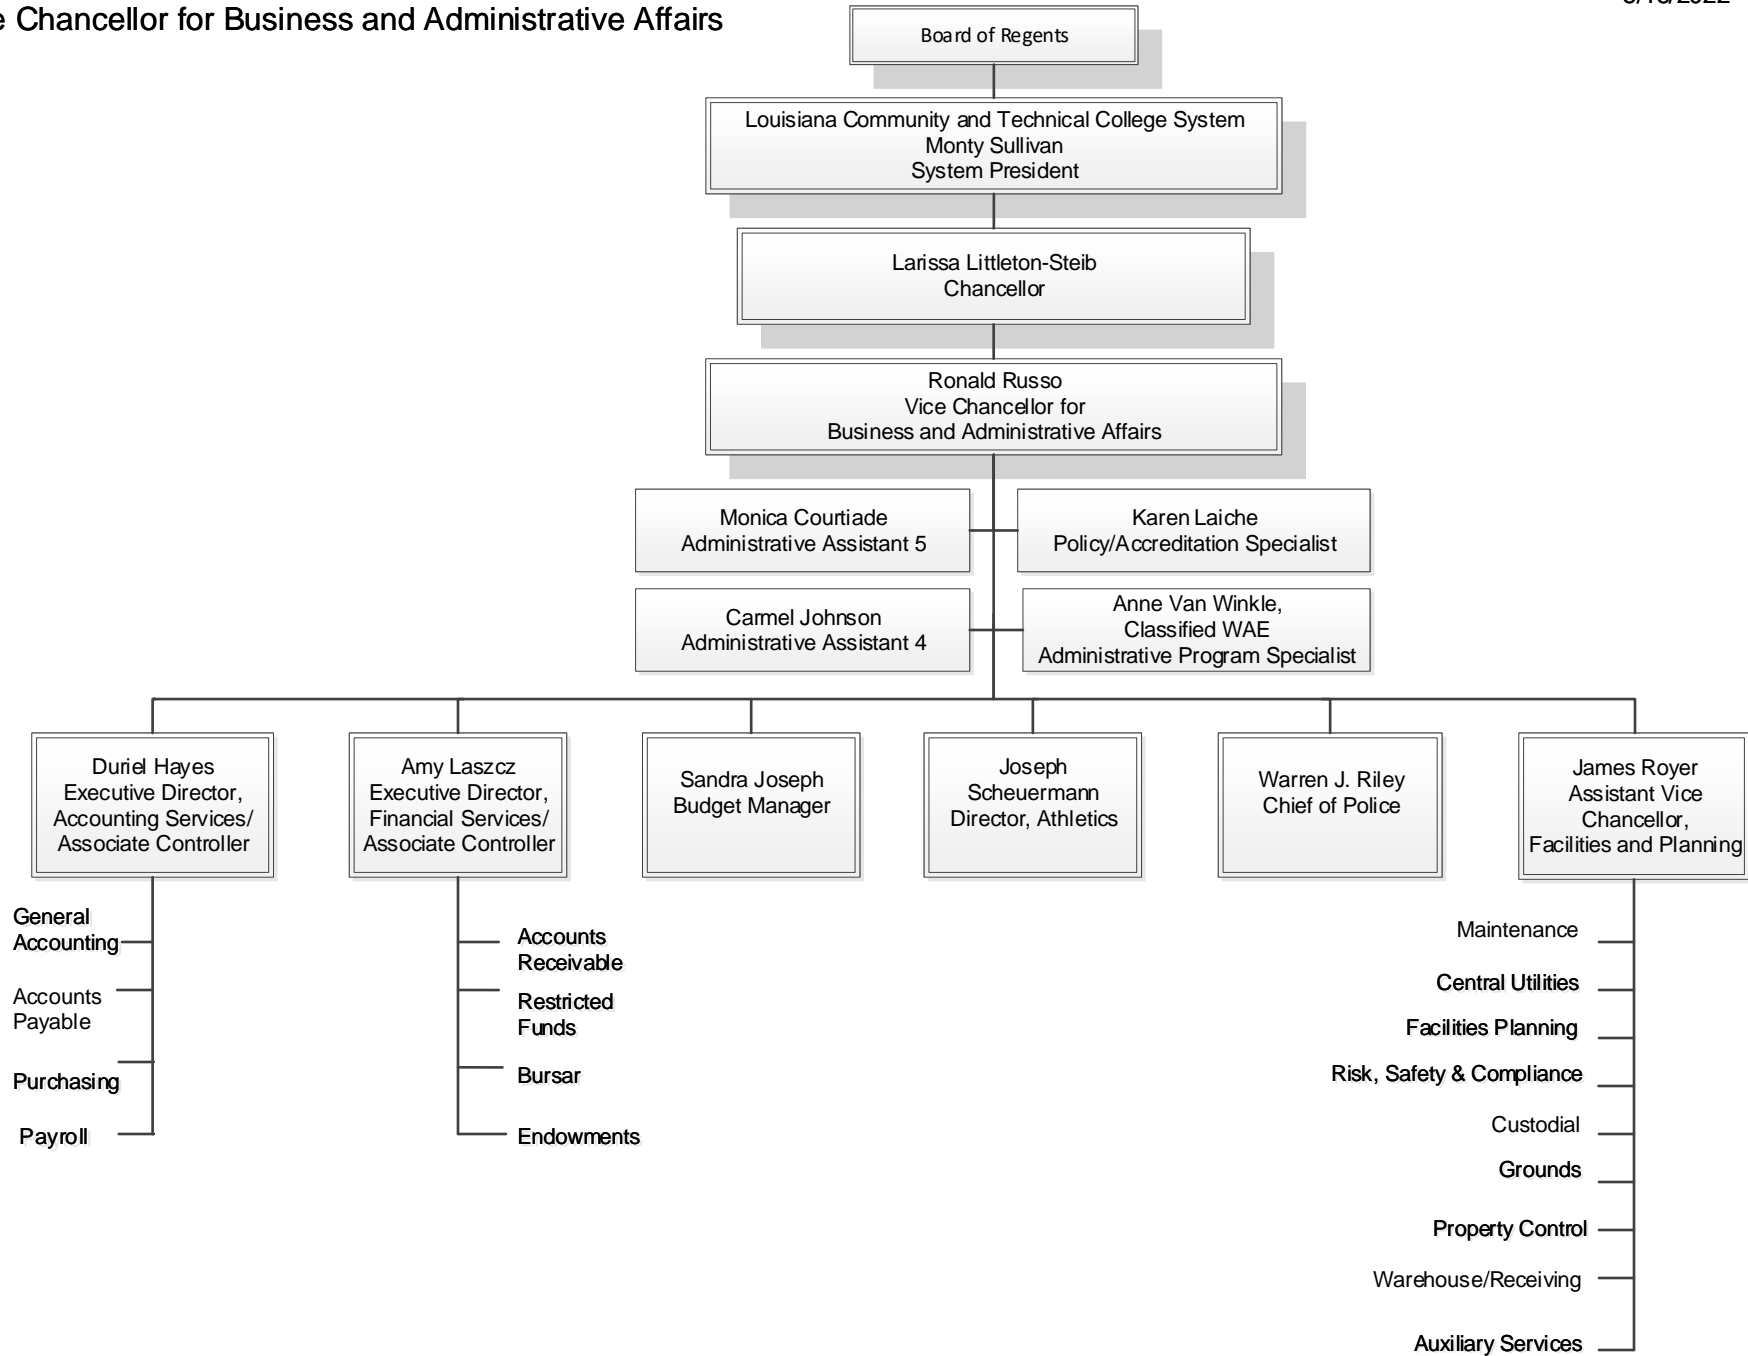 Chancellor for Business and Administrative Affairs
Board of Regents
Louisiana Community and Technical College System
Monty Sullivan
System President
Larissa Littleton-Steib
Chancellor
Ronald Russo
Vice Chancellor for
Business and Administrative Affairs
Monica Courtiade
Administrative Assistant 5
Karen Laiche
Policy/Accreditation Specialist
Carmel Johnson
Administrative Assistant 4
Anne Van Winkle,
Classified WAE
Administrative Program Specialist
Duriel Hayes
Executive Director,
Accounting Services/
Associate Controller
Amy Laszcz
Executive Director,
Financial Services/
Associate Controller
Sandra Joseph
Budget Manager
Joseph
Scheuermann
Director, Athletics
Warren J. Riley
Chief of Police
James Royer
Assistant Vice
Chancellor,
Facilities and Planning
General
Accounting
Accounts
Payable
Purchasing
Payroll
Accounts
Receivable
Restricted
Funds
Bursar
Endowments
Maintenance
Central Utilities
Facilities Planning
Risk, Safety & Compliance
Custodial
Grounds
Property Control
Warehouse/Receiving
Auxiliary Services